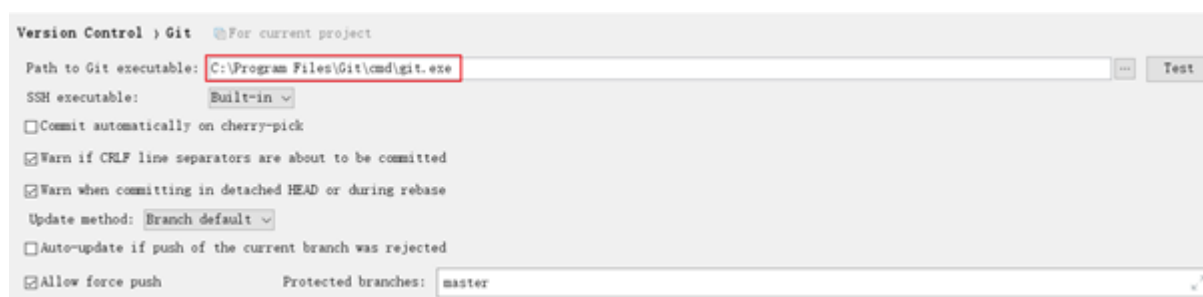 Version Control › Git For current project
Path to Git executable: C:\Program Files\Git\cmd\git.exe ... Test
SSH executable: Built-in
Commit automatically on cherry-pick
Warn if CRLF line separators are about to be committed
Warn when committing in detached HEAD or during rebase
Update method: Branch default
Auto-update if push of the current branch was rejected
Allow force push Protected branches: master